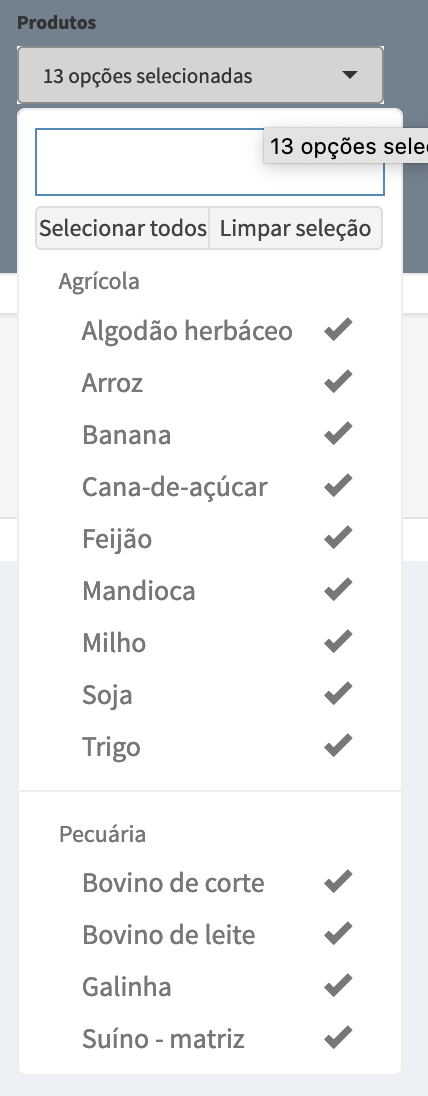 Produtos
13 opções selecionadas
13 opções sele
Selecionar todos Limpar seleção
Agrícola
Algodão herbáceo
Arroz
Banana
Cana-de-açúcar
Feijão
Mandioca
Milho
Soja
Trigo
Pecuária
Bovino de corte
Bovino de leite
Galinha
Suíno - matriz